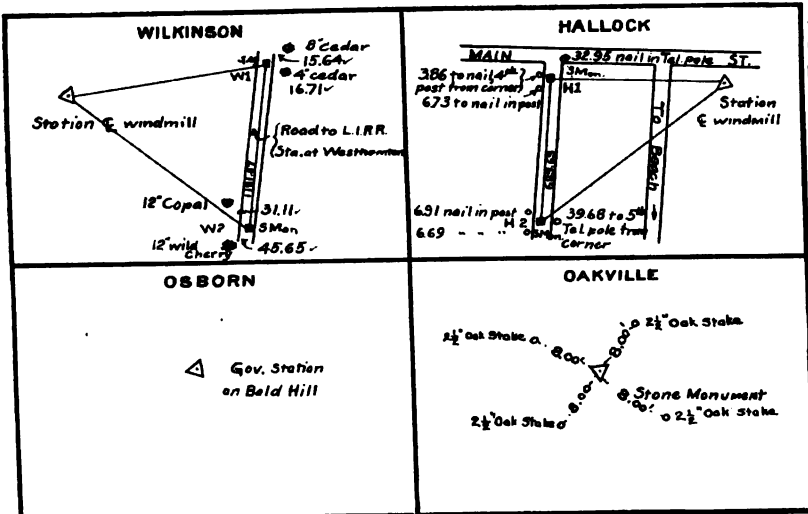 WILKINSON
8" cedar
15.64✓
4" cedar
16.71✓
W1
Station ℄ windmill
Road to L.I.R.R.
Sta. at Westhampton
12" Copal
31.11✓
W2
S Mon
12" wild
cherry
45.65✓
HALLOCK
MAIN
32.95 nail in Tel. pole
ST.
3.86 to nail, 4th
post from corner
S Mon.
H1
6.73 to nail in post
Station
℄ windmill
To Beach
6.91 nail in post
H2
39.68 to 5th
Tel. pole from
corner
6.69 " " "
S Mon
OSBORN
Gov. Station
on Bald Hill
OAKVILLE
2½" Oak Stake
2½" Oak Stake
8.00'
8.00'
Stone Monument
8.00'
8.00'
2½" Oak Stake
2½" Oak Stake